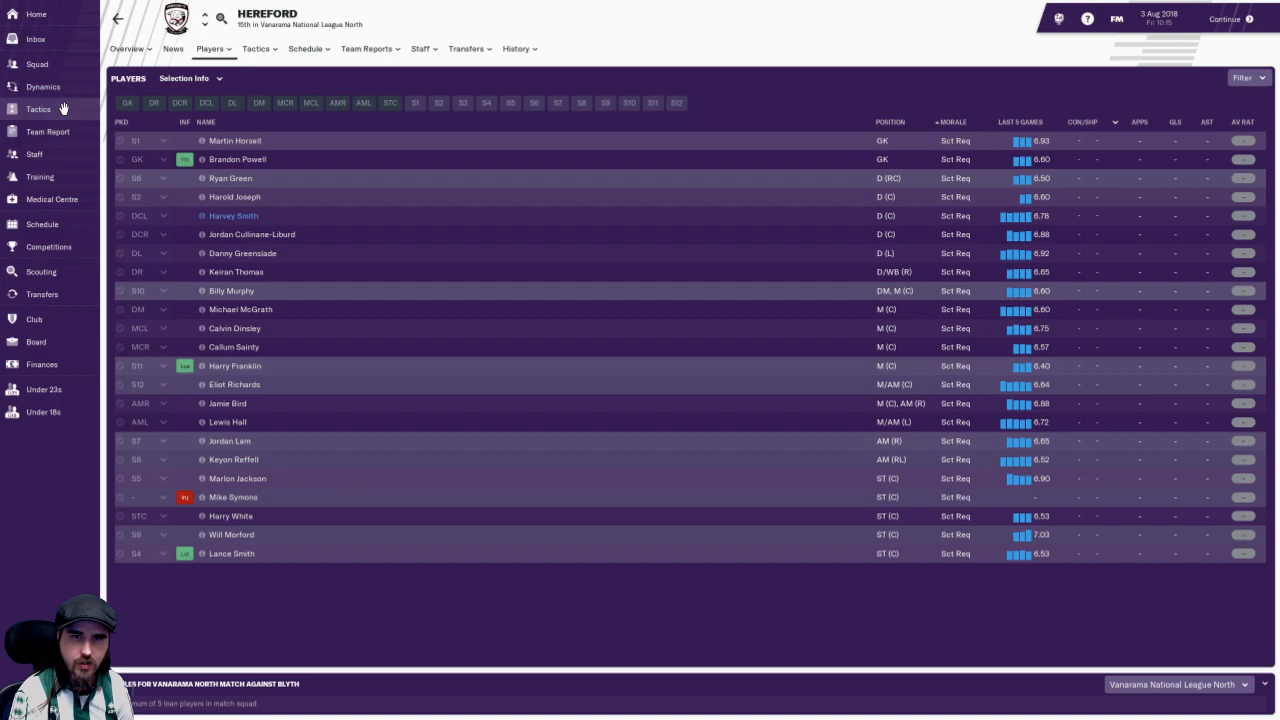 Home
Inbox
Squad
Dynamics
Tactics
Team Report
Staff
Training
Medical Centre
Schedule
Competitions
Scouting
Transfers
Club
Board
Finances
Under 23s
Under 18s
HEREFORD
15th in Vanarama National League North
FM
3 Aug 2018
Fri 10:15
Continue
Overview News Players Tactics Schedule Team Reports Staff Transfers History
PLAYERS Selection Info Filter
GK DR DCR DCL DL DM MCR MCL AMR AML STC S1 S2 S3 S4 S5 S6 S7 S8 S9 S10 S11 S12
PKD INF NAME POSITION MORALE LAST 5 GAMES CON/SHP APPS GLS AST AV RAT
S1 Martin Horsell GK Sct Req 6.93 - - - - - -
GK Brandon Powell GK Sct Req 6.60 - - - - - -
S6 Ryan Green D (RC) Sct Req 6.50 - - - - - -
S2 Harold Joseph D (C) Sct Req 6.60 - - - - - -
DCL Harvey Smith D (C) Sct Req 6.78 - - - - - -
DCR Jordan Cullinane-Liburd D (C) Sct Req 6.88 - - - - - -
DL Danny Greenslade D (L) Sct Req 6.92 - - - - - -
DR Keiran Thomas D/WB (R) Sct Req 6.65 - - - - - -
S10 Billy Murphy DM, M (C) Sct Req 6.60 - - - - - -
DM Michael McGrath M (C) Sct Req 6.60 - - - - - -
MCL Calvin Dinsley M (C) Sct Req 6.75 - - - - - -
MCR Callum Sainty M (C) Sct Req 6.57 - - - - - -
S11 Harry Franklin M (C) Sct Req 6.40 - - - - - -
S12 Eliot Richards M/AM (C) Sct Req 6.64 - - - - - -
AMR Jamie Bird M (C), AM (R) Sct Req 6.88 - - - - - -
AML Lewis Hall M/AM (L) Sct Req 6.72 - - - - - -
S7 Jordan Lam AM (R) Sct Req 6.65 - - - - - -
S8 Keyon Reffell AM (RL) Sct Req 6.52 - - - - - -
S5 Marlon Jackson ST (C) Sct Req 6.90 - - - - - -
- Inj Mike Symons ST (C) Sct Req - - - - - - -
STC Harry White ST (C) Sct Req 6.53 - - - - - -
S9 Will Morford ST (C) Sct Req 7.03 - - - - - -
S4 Lance Smith ST (C) Sct Req 6.53 - - - - - -
LES FOR VANARAMA NORTH MATCH AGAINST BLYTH Vanarama National League North
mum of 5 loan players in match squad